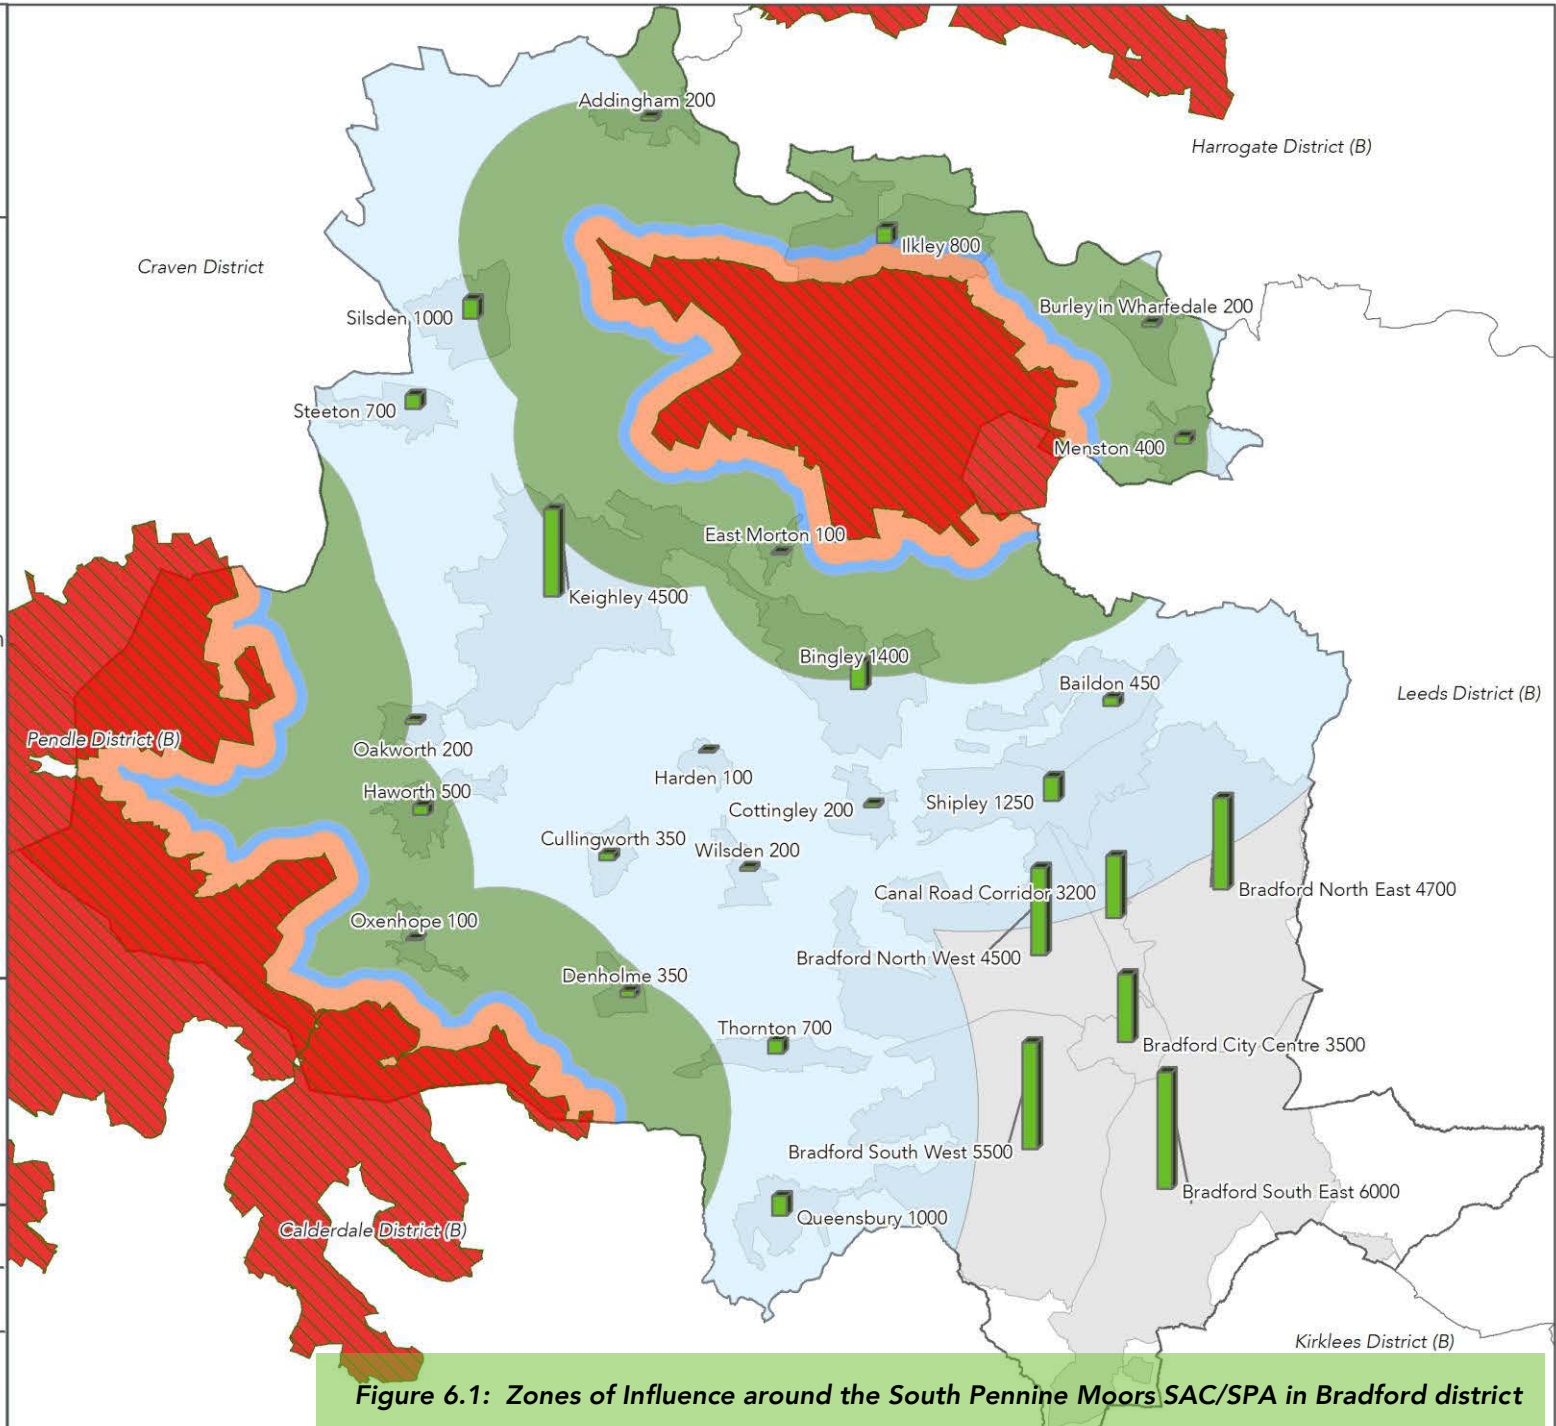 Addingham 200
Harrogate District (B)
Ilkley 800
Craven District
Burley in Wharfedale 200
Silsden 1000
Steeton 700
Menston 400
East Morton 100
Keighley 4500
Bingley 1400
Baildon 450
Leeds District (B)
Pendle District (B)
Oakworth 200
Harden 100
Haworth 500
Shipley 1250
Cottingley 200
Cullingworth 350
Wilsden 200
Canal Road Corridor 3200
Bradford North East 4700
Oxenhope 100
Bradford North West 4500
Denholme 350
Thornton 700
Bradford City Centre 3500
Bradford South West 5500
Bradford South East 6000
Queensbury 1000
Calderdale District (B)
Kirklees District (B)
Figure 6.1: Zones of Influence around the South Pennine Moors SAC/SPA in Bradford district